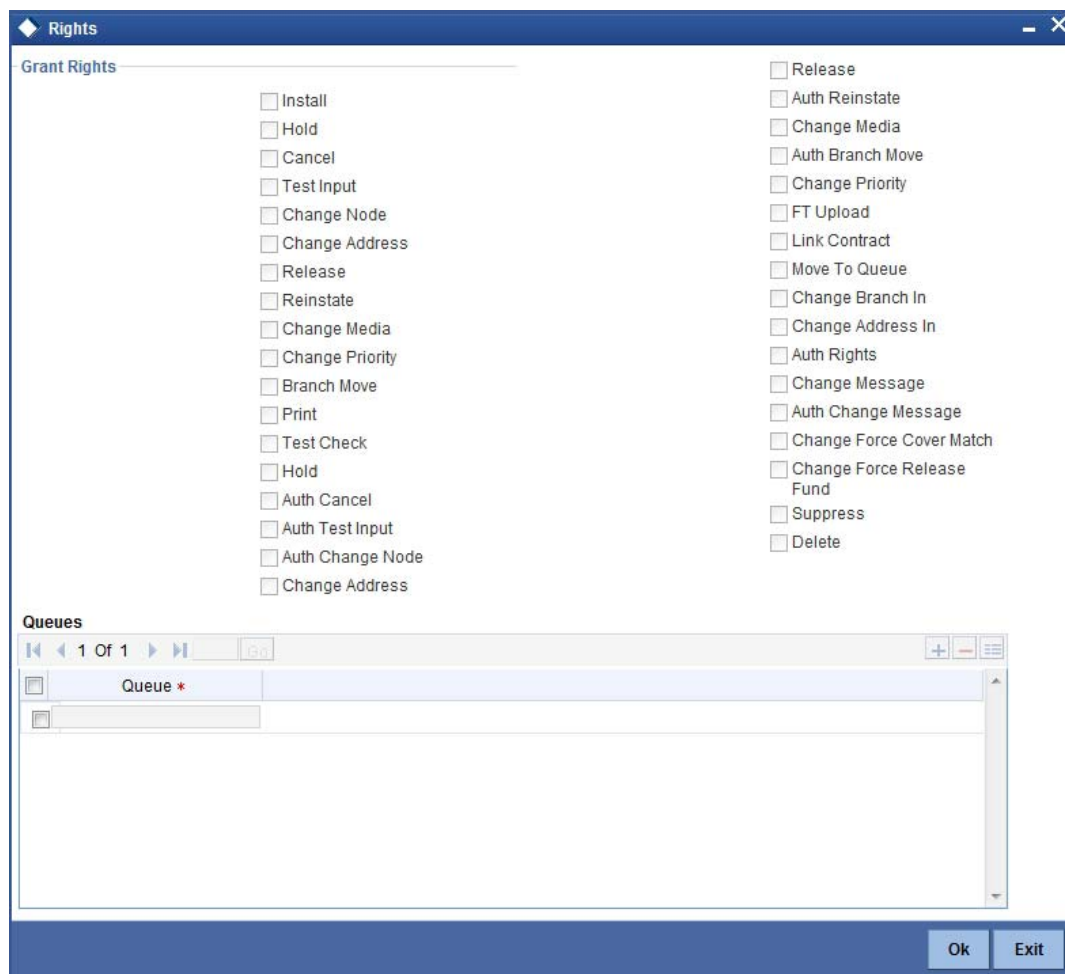 Rights
Grant Rights
Install
Hold
Cancel
Test Input
Change Node
Change Address
Release
Reinstate
Change Media
Change Priority
Branch Move
Print
Test Check
Hold
Auth Cancel
Auth Test Input
Auth Change Node
Change Address
Release
Auth Reinstate
Change Media
Auth Branch Move
Change Priority
FT Upload
Link Contract
Move To Queue
Change Branch In
Change Address In
Auth Rights
Change Message
Auth Change Message
Change Force Cover Match
Change Force Release
Fund
Suppress
Delete
Queues
1 Of 1 Go
Queue *
Ok Exit